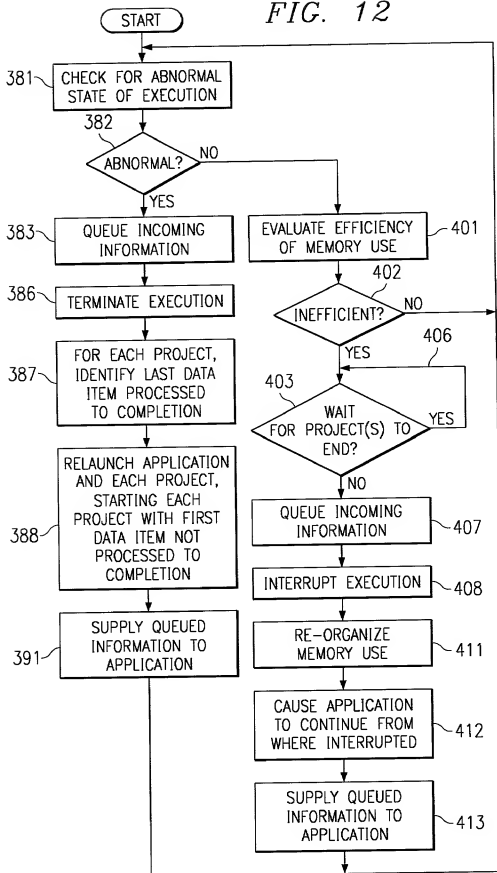 FIG. 12
START
381
CHECK FOR ABNORMAL
STATE OF EXECUTION
382
ABNORMAL?
NO
YES
383
QUEUE INCOMING
INFORMATION
386
TERMINATE EXECUTION
387
FOR EACH PROJECT,
IDENTIFY LAST DATA
ITEM PROCESSED
TO COMPLETION
388
RELAUNCH APPLICATION
AND EACH PROJECT,
STARTING EACH
PROJECT WITH FIRST
DATA ITEM NOT
PROCESSED TO
COMPLETION
391
SUPPLY QUEUED
INFORMATION TO
APPLICATION
EVALUATE EFFICIENCY
OF MEMORY USE
401
402
INEFFICIENT?
NO
YES
406
403
WAIT
FOR PROJECT(S) TO
END?
YES
NO
QUEUE INCOMING
INFORMATION
407
INTERRUPT EXECUTION
408
RE-ORGANIZE
MEMORY USE
411
CAUSE APPLICATION
TO CONTINUE FROM
WHERE INTERRUPTED
412
SUPPLY QUEUED
INFORMATION TO
APPLICATION
413